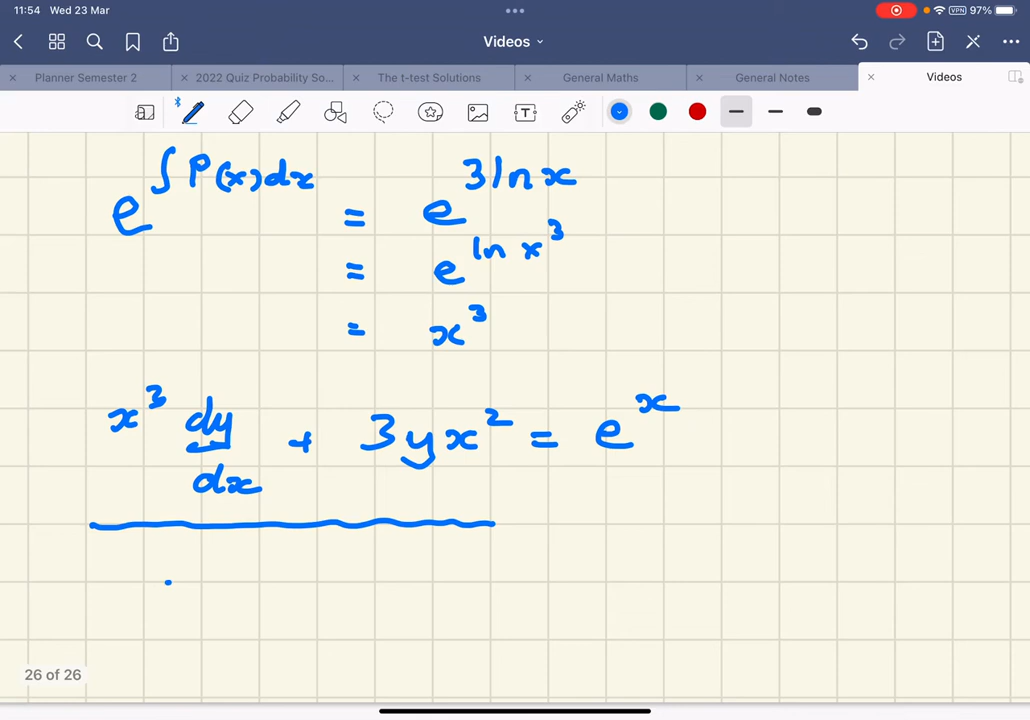 11:54 Wed 23 Mar
VPN 97%
Videos
Planner Semester 2
2022 Quiz Probability So...
The t-test Solutions
General Maths
General Notes
Videos
e^{∫ P(x)dx} = e^{3 ln x}
= e^{ln x^3}
= x^3
x^3 dy/dx + 3yx^2 = e^x
26 of 26